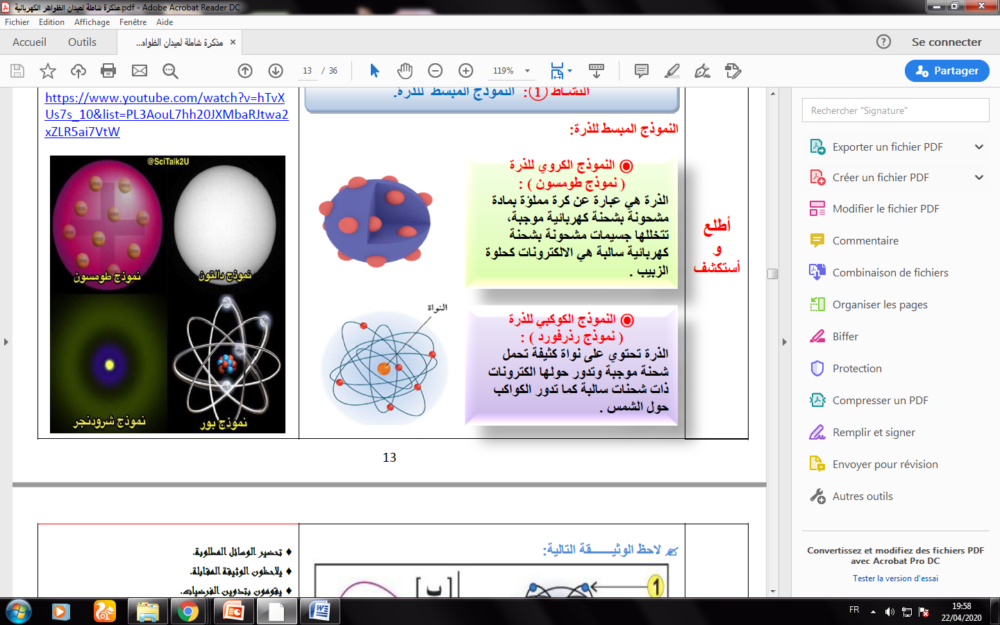 مذكرة شاملة لميدان الظواهر الكهربائية.pdf - Adobe Acrobat Reader DC
Fichier Edition Affichage Fenêtre Aide
Accueil Outils مذكرة شاملة لميدان الظواه... × Se connecter
13 / 36 119% Partager
https://www.youtube.com/watch?v=hTvX
Us7s_10&list=PL3AouL7hh20JXMbaRJtwa2
xZLR5ai7VtW
النشاط (1): النموذج المبسط للذرة.
النموذج المبسط للذرة:
@SciTalk2U
نموذج طومسون
نموذج دالتون
نموذج شرودنجر
نموذج بور
◉ النموذج الكروي للذرة
( نموذج طومسون ) :
الذرة هي عبارة عن كرة مملؤة بمادة
مشحونة بشحنة كهربائية موجبة،
تتخللها جسيمات مشحونة بشحنة
كهربائية سالبة هي الالكترونات كحلوة
الزبيب .
أطلع
و
أستكشف
النواة
◉ النموذج الكوكبي للذرة
( نموذج رذرفورد ) :
الذرة تحتوي على نواة كثيفة تحمل
شحنة موجبة وتدور حولها الكترونات
ذات شحنات سالبة كما تدور الكواكب
حول الشمس .
13
♦ تحضير الوسائل المطلوبة.
♦ يلاحظون الوثيقة المقابلة.
♦ يقومون بتدوين الفرضيات.
لاحظ الوثيـــــــقة التالية:
[ب]
1
Rechercher "Signature"
Exporter un fichier PDF
Créer un fichier PDF
Modifier le fichier PDF
Commentaire
Combinaison de fichiers
Organiser les pages
Biffer
Protection
Compresser un PDF
Remplir et signer
Envoyer pour révision
Autres outils
Convertissez et modifiez des fichiers PDF
avec Acrobat Pro DC
Tester la version d'essai
FR
19:58
22/04/2020